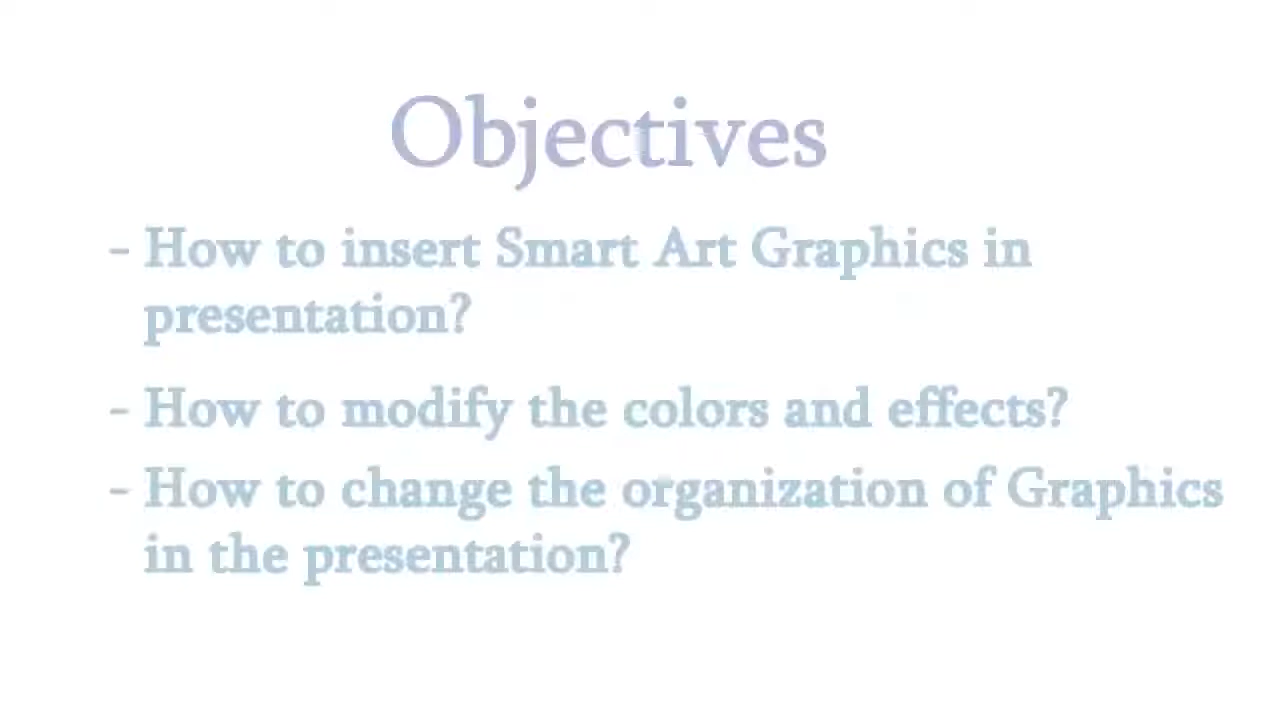 Objectives
- How to insert Smart Art Graphics in
presentation?
- How to modify the colors and effects?
- How to change the organization of Graphics
in the presentation?